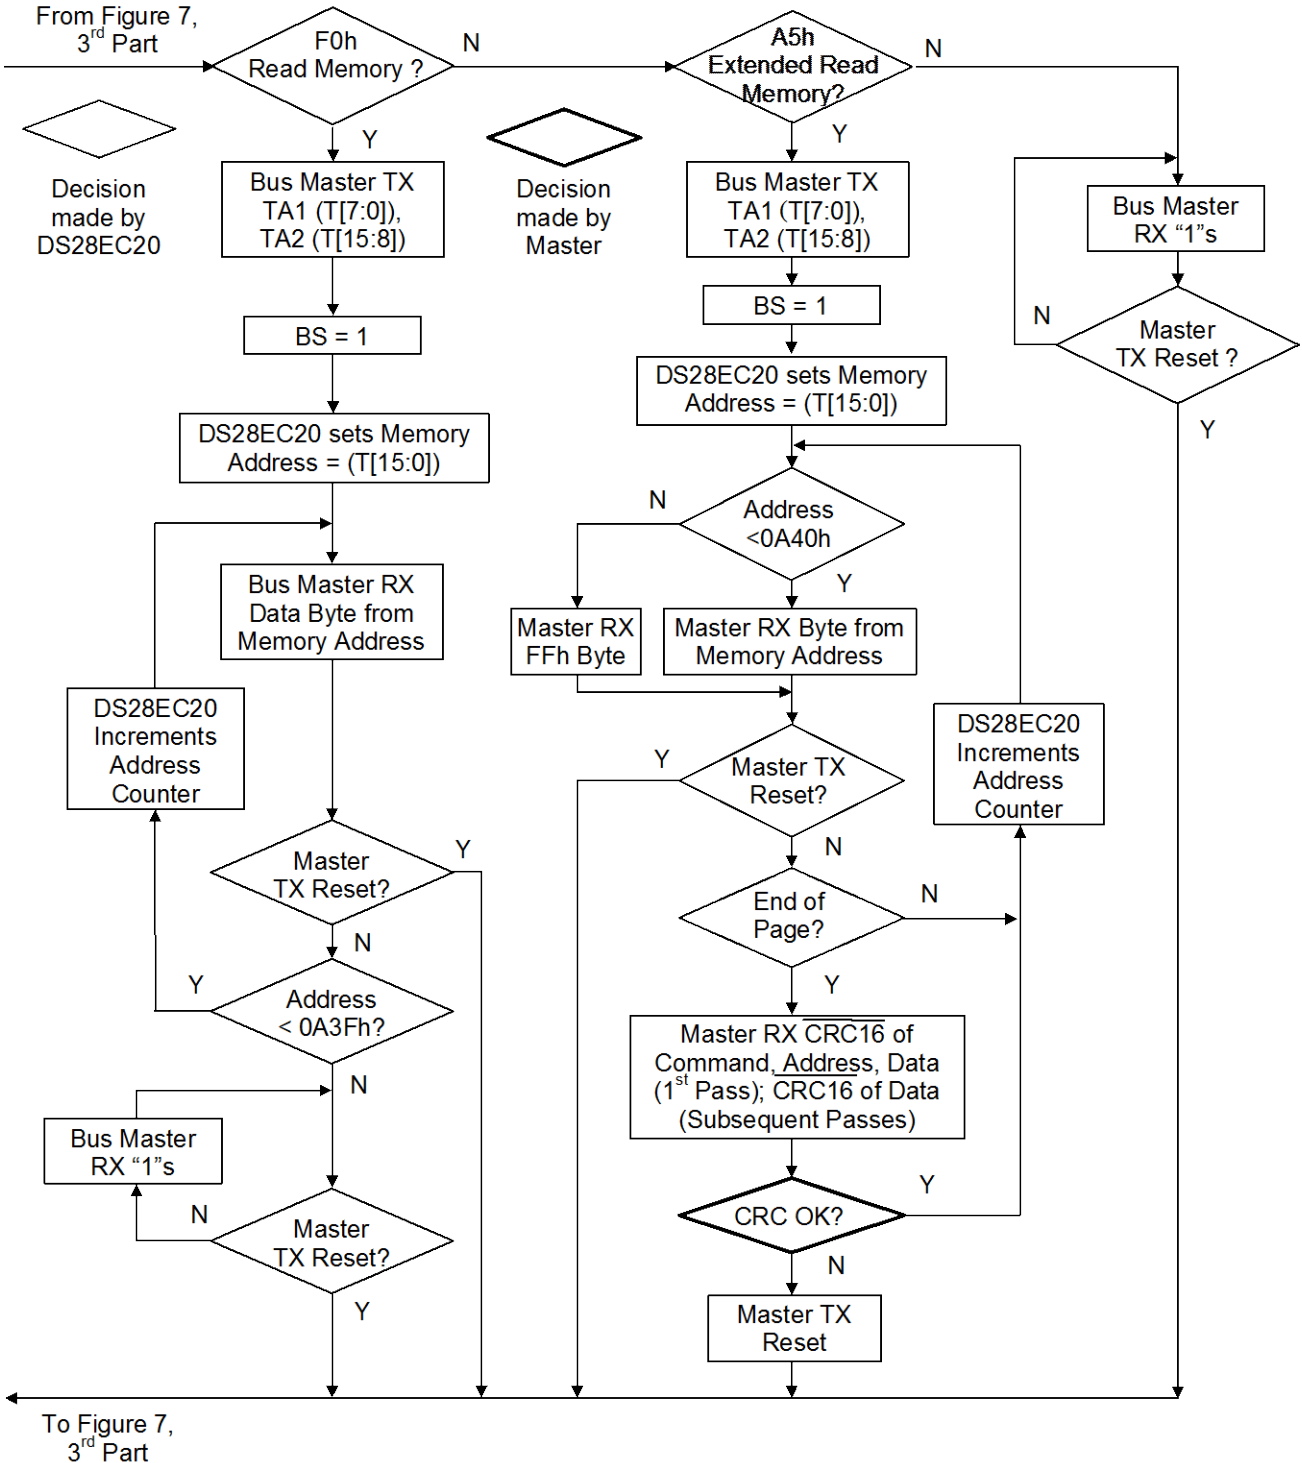 From Figure 7,
3rd Part
F0h
Read Memory ?
N
Y
A5h
Extended Read
Memory?
N
Y
Decision
made by
DS28EC20
Decision
made by
Master
Bus Master TX
TA1 (T[7:0]),
TA2 (T[15:8])
BS = 1
DS28EC20 sets Memory
Address = (T[15:0])
Bus Master RX
Data Byte from
Memory Address
DS28EC20
Increments
Address
Counter
Master
TX Reset?
Y
N
Address
< 0A3Fh?
Y
N
Bus Master
RX “1”s
N
Master
TX Reset?
Y
Bus Master TX
TA1 (T[7:0]),
TA2 (T[15:8])
BS = 1
DS28EC20 sets Memory
Address = (T[15:0])
Address
<0A40h
N
Y
Master RX
FFh Byte
Master RX Byte from
Memory Address
Master TX
Reset?
Y
N
DS28EC20
Increments
Address
Counter
End of
Page?
N
Y
Master RX CRC16 of
Command, Address, Data
(1st Pass); CRC16 of Data
(Subsequent Passes)
CRC OK?
Y
N
Master TX
Reset
Bus Master
RX “1”s
Master
TX Reset ?
N
Y
To Figure 7,
3rd Part